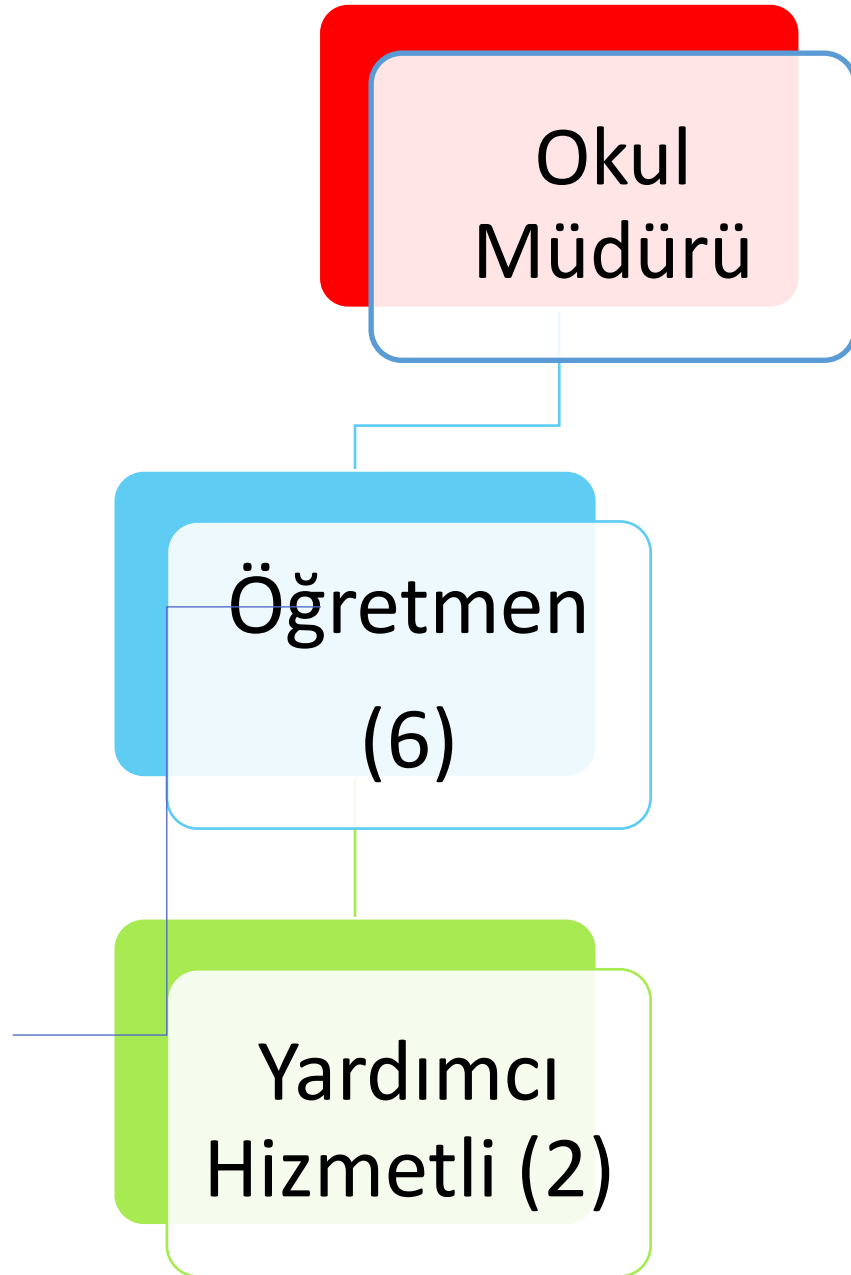 Okul
Müdürü
Öğretmen
(6)
Yardımcı
Hizmetli (2)